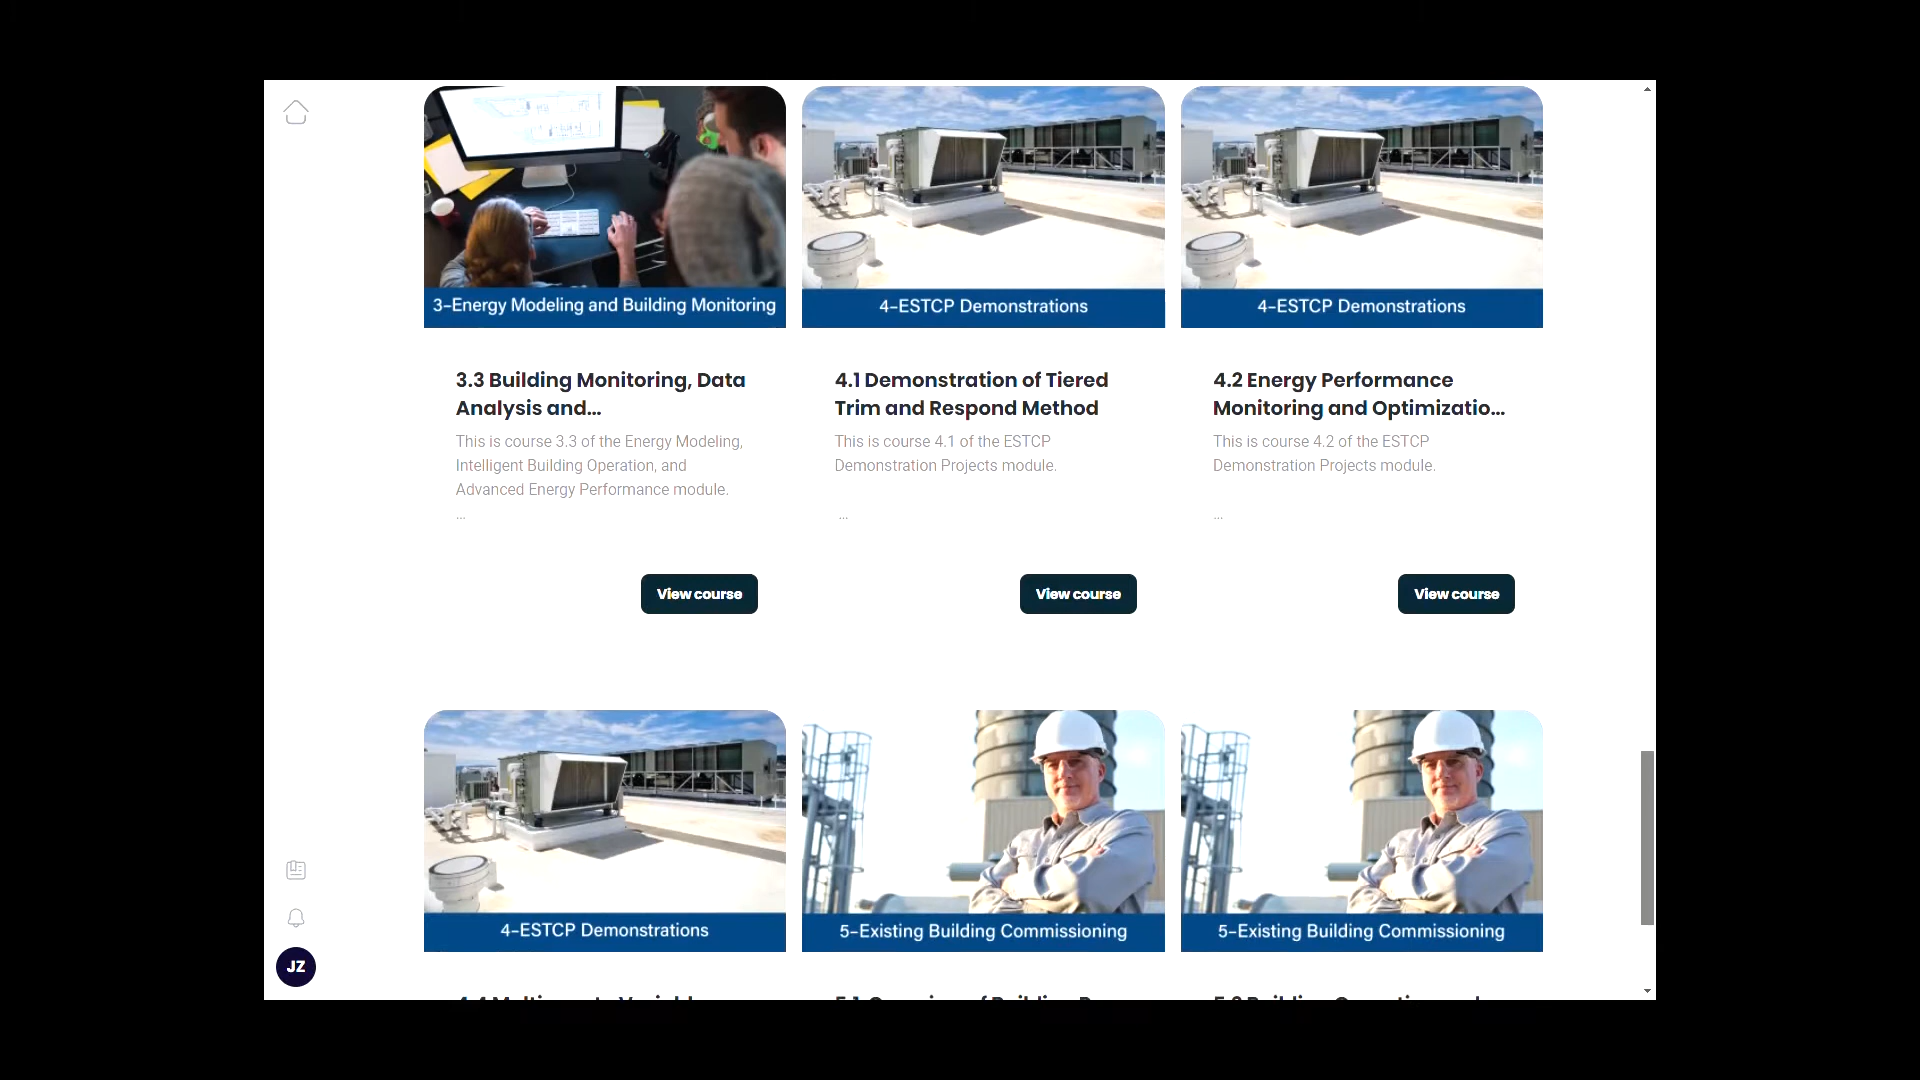 3-Energy Modeling and Building Monitoring
4-ESTCP Demonstrations
4-ESTCP Demonstrations
3.3 Building Monitoring, Data
Analysis and...
This is course 3.3 of the Energy Modeling,
Intelligent Building Operation, and
Advanced Energy Performance module.
...
View course
4.1 Demonstration of Tiered
Trim and Respond Method
This is course 4.1 of the ESTCP
Demonstration Projects module.
...
View course
4.2 Energy Performance
Monitoring and Optimizatio...
This is course 4.2 of the ESTCP
Demonstration Projects module.
...
View course
4-ESTCP Demonstrations
5-Existing Building Commissioning
5-Existing Building Commissioning
JZ